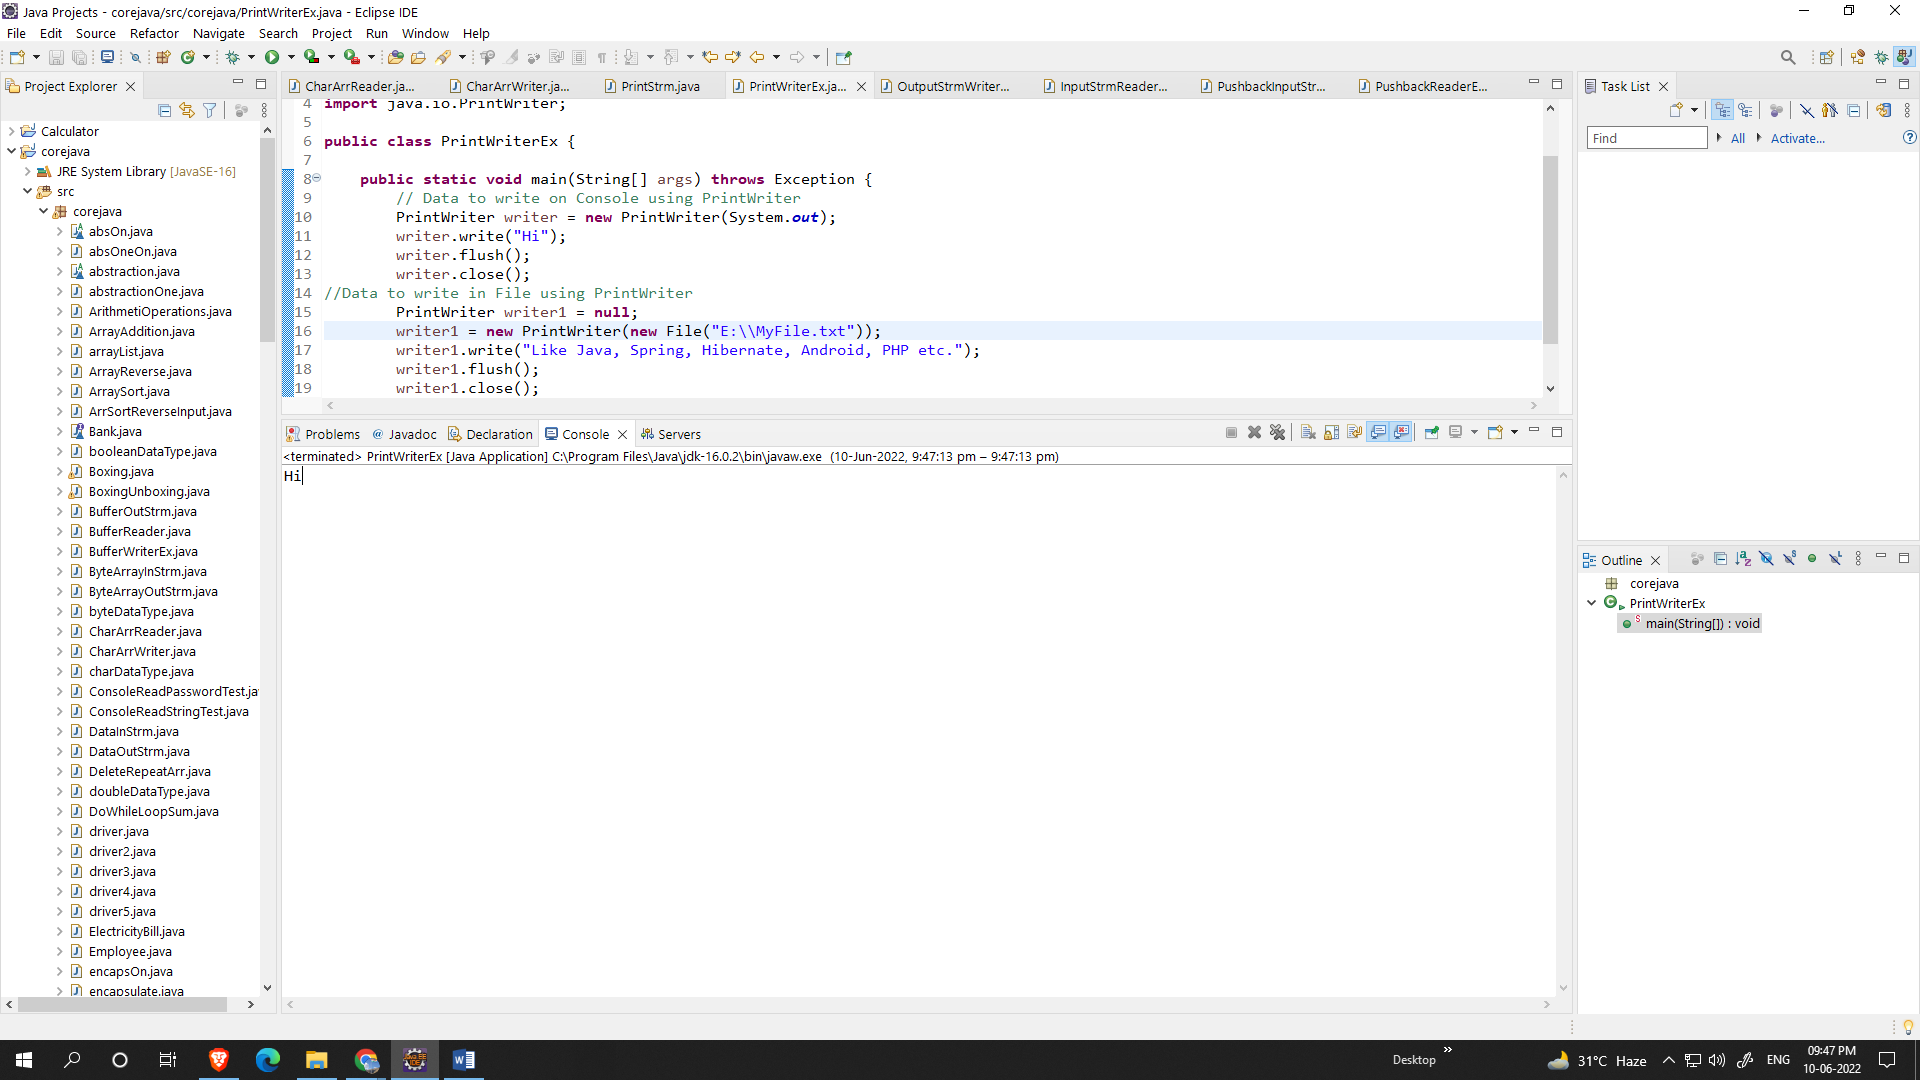 Java Projects - corejava/src/corejava/PrintWriterEx.java - Eclipse IDE
File Edit Source Refactor Navigate Search Project Run Window Help
Project Explorer
Calculator
corejava
JRE System Library [JavaSE-16]
src
corejava
absOn.java
absOneOn.java
abstraction.java
abstractionOne.java
ArithmetiOperations.java
ArrayAddition.java
arrayList.java
ArrayReverse.java
ArraySort.java
ArrSortReverseInput.java
Bank.java
booleanDataType.java
Boxing.java
BoxingUnboxing.java
BufferOutStrm.java
BufferReader.java
BufferWriterEx.java
ByteArrayInStrm.java
ByteArrayOutStrm.java
byteDataType.java
CharArrReader.java
CharArrWriter.java
charDataType.java
ConsoleReadPasswordTest.ja
ConsoleReadStringTest.java
DataInStrm.java
DataOutStrm.java
DeleteRepeatArr.java
doubleDataType.java
DoWhileLoopSum.java
driver.java
driver2.java
driver3.java
driver4.java
driver5.java
ElectricityBill.java
Employee.java
encapsOn.java
encapsulate.java
CharArrReader.ja... CharArrWriter.ja... PrintStrm.java PrintWriterEx.ja... OutputStrmWriter... InputStrmReader... PushbackInputStr... PushbackReaderE...
4 import java.io.PrintWriter;
5
6 public class PrintWriterEx {
7
8 public static void main(String[] args) throws Exception {
9 // Data to write on Console using PrintWriter
10 PrintWriter writer = new PrintWriter(System.out);
11 writer.write("Hi");
12 writer.flush();
13 writer.close();
14 //Data to write in File using PrintWriter
15 PrintWriter writer1 = null;
16 writer1 = new PrintWriter(new File("E:\\MyFile.txt"));
17 writer1.write("Like Java, Spring, Hibernate, Android, PHP etc.");
18 writer1.flush();
19 writer1.close();
Problems Javadoc Declaration Console Servers
<terminated> PrintWriterEx [Java Application] C:\Program Files\Java\jdk-16.0.2\bin\javaw.exe (10-Jun-2022, 9:47:13 pm – 9:47:13 pm)
Hi
Task List
Find All Activate...
Outline
corejava
PrintWriterEx
main(String[]) : void
Desktop
31°C Haze
ENG
09:47 PM
10-06-2022